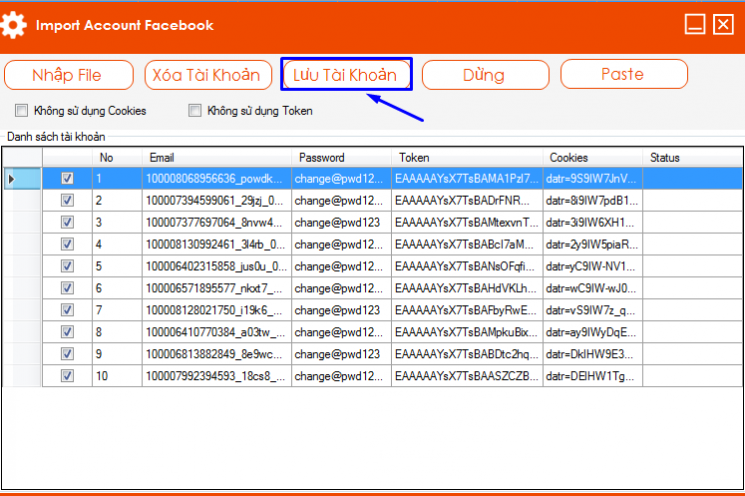 Import Account Facebook
Nhập File Xóa Tài Khoản Lưu Tài Khoản Dừng Paste
Không sử dụng Cookies Không sử dụng Token
Danh sách tài khoản
No Email Password Token Cookies Status
1 100008068956636_powdk... change@pwd12... EAAAAAYsX7TsBAMA1PzI7... datr=9S9IW7JnV...
2 100007394599061_29jzj_0... change@pwd12... EAAAAAYsX7TsBADrFNR... datr=8i9IW7pdB1...
3 100007377697064_8nvw4... change@pwd123 EAAAAAYsX7TsBAMtexvnT... datr=3i9IW6XH1...
4 100008130992461_3l4rb_0... change@pwd12... EAAAAAYsX7TsBABcI7aM... datr=2y9IW5piaR...
5 100006402315858_jus0u_0... change@pwd12... EAAAAAYsX7TsBANsOFqfi... datr=yC9IW-NV1...
6 100006571895577_nkxt7_... change@pwd12... EAAAAAYsX7TsBAHdVKLh... datr=wC9IW-wJ0...
7 100008128021750_i19k6_... change@pwd123 EAAAAAYsX7TsBAFbyRwE... datr=vS9IW7z_q...
8 100006410770384_a03tw_... change@pwd12... EAAAAAYsX7TsBAMpkuBix... datr=ay9IWyDqE...
9 100006813882849_8e9wc... change@pwd123 EAAAAAYsX7TsBABDtc2hq... datr=DkIHW9E3...
10 100007992394593_18cs8_... change@pwd12... EAAAAAYsX7TsBAASZCZB... datr=DEIHW1Tg...